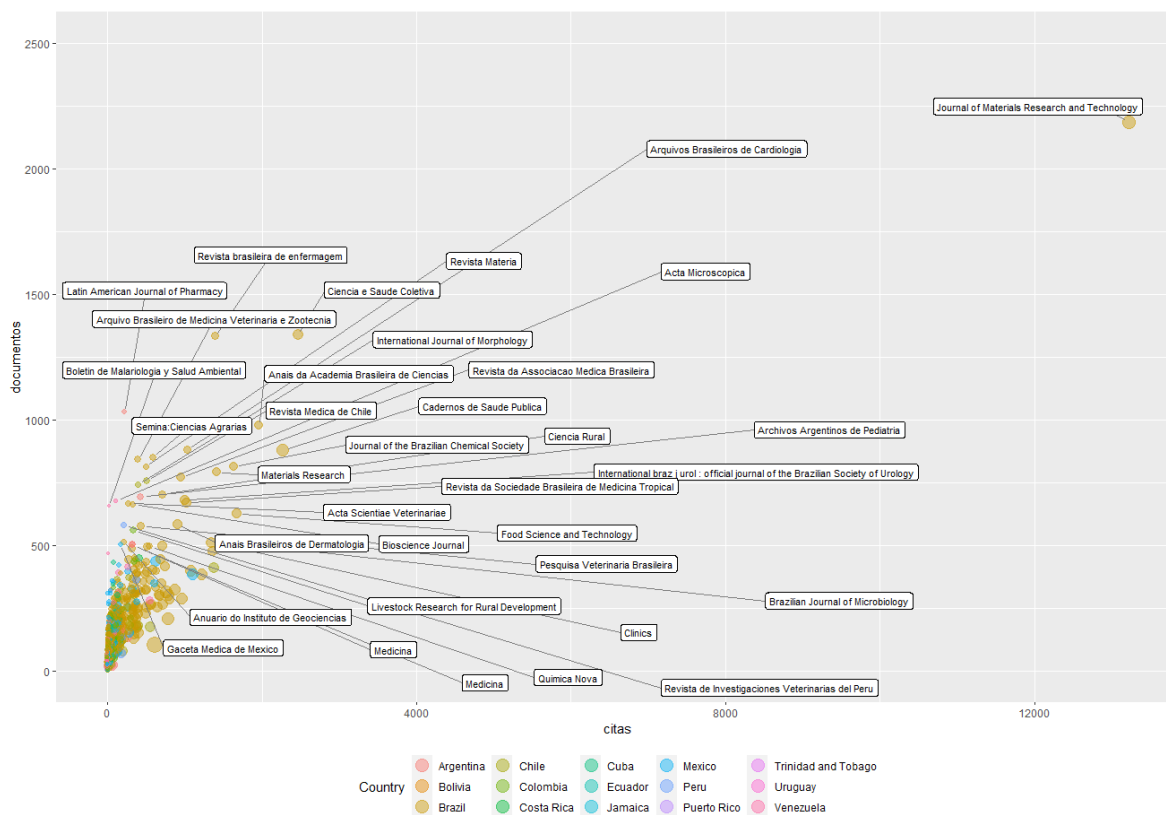 2500
Journal of Materials Research and Technology
Arquivos Brasileiros de Cardiologia
2000
Revista brasileira de enfermagem
Revista Materia
Acta Microscopica
Latin American Journal of Pharmacy
Ciencia e Saude Coletiva
1500
Arquivo Brasileiro de Medicina Veterinaria e Zootecnia
International Journal of Morphology
documentos
Boletin de Malariologia y Salud Ambiental
Anais da Academia Brasileira de Ciencias
Revista da Associacao Medica Brasileira
Revista Medica de Chile
Cadernos de Saude Publica
1000
Semina:Ciencias Agrarias
Archivos Argentinos de Pediatria
Ciencia Rural
Journal of the Brazilian Chemical Society
Materials Research
International braz j urol : official journal of the Brazilian Society of Urology
Revista da Sociedade Brasileira de Medicina Tropical
Acta Scientiae Veterinariae
Food Science and Technology
500
Anais Brasileiros de Dermatologia
Bioscience Journal
Pesquisa Veterinaria Brasileira
Livestock Research for Rural Development
Brazilian Journal of Microbiology
Anuario do Instituto de Geociencias
Clinics
Gaceta Medica de Mexico
Medicina
0
Medicina
Quimica Nova
Revista de Investigaciones Veterinarias del Peru
0 4000 8000 12000
citas
Country
Argentina Chile Cuba Mexico Trinidad and Tobago
Bolivia Colombia Ecuador Peru Uruguay
Brazil Costa Rica Jamaica Puerto Rico Venezuela